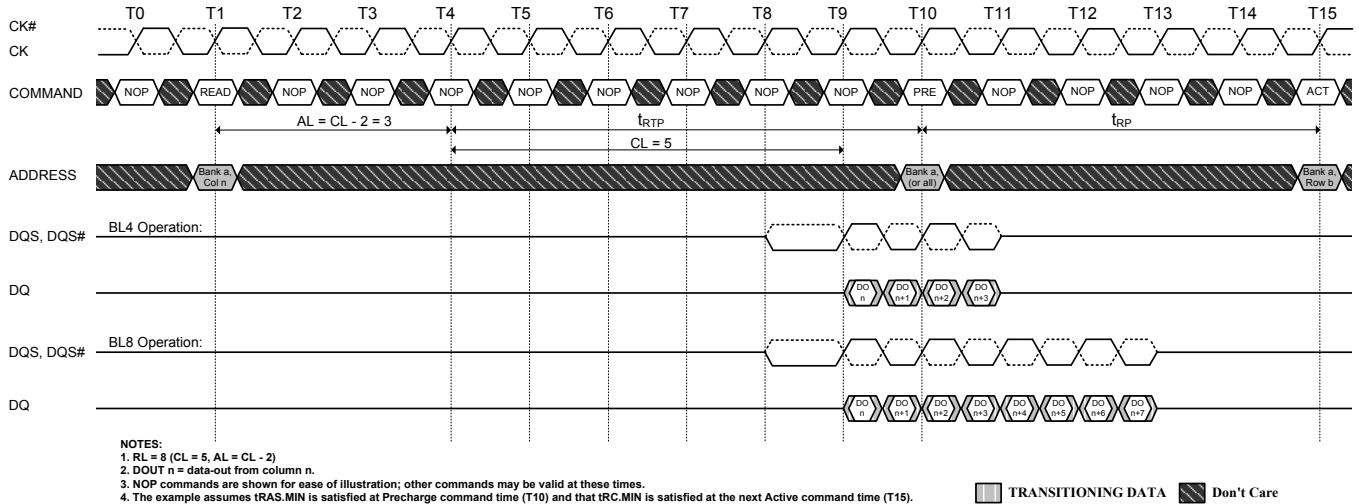 T0 T1 T2 T3 T4 T5 T6 T7 T8 T9 T10 T11 T12 T13 T14 T15
CK#
CK
COMMAND NOP READ NOP NOP NOP NOP NOP NOP NOP NOP PRE NOP NOP NOP NOP ACT
AL = CL - 2 = 3 tRTP tRP
CL = 5
ADDRESS Bank a, Col n Bank a, (or all) Bank a, Row b
BL4 Operation:
DQS, DQS#
DQ DO n DO n+1 DO n+2 DO n+3
BL8 Operation:
DQS, DQS#
DQ DO n DO n+1 DO n+2 DO n+3 DO n+4 DO n+5 DO n+6 DO n+7
NOTES:
1. RL = 8 (CL = 5, AL = CL - 2)
2. DOUT n = data-out from column n.
3. NOP commands are shown for ease of illustration; other commands may be valid at these times.
4. The example assumes tRAS.MIN is satisfied at Precharge command time (T10) and that tRC.MIN is satisfied at the next Active command time (T15).
TRANSITIONING DATA Don't Care